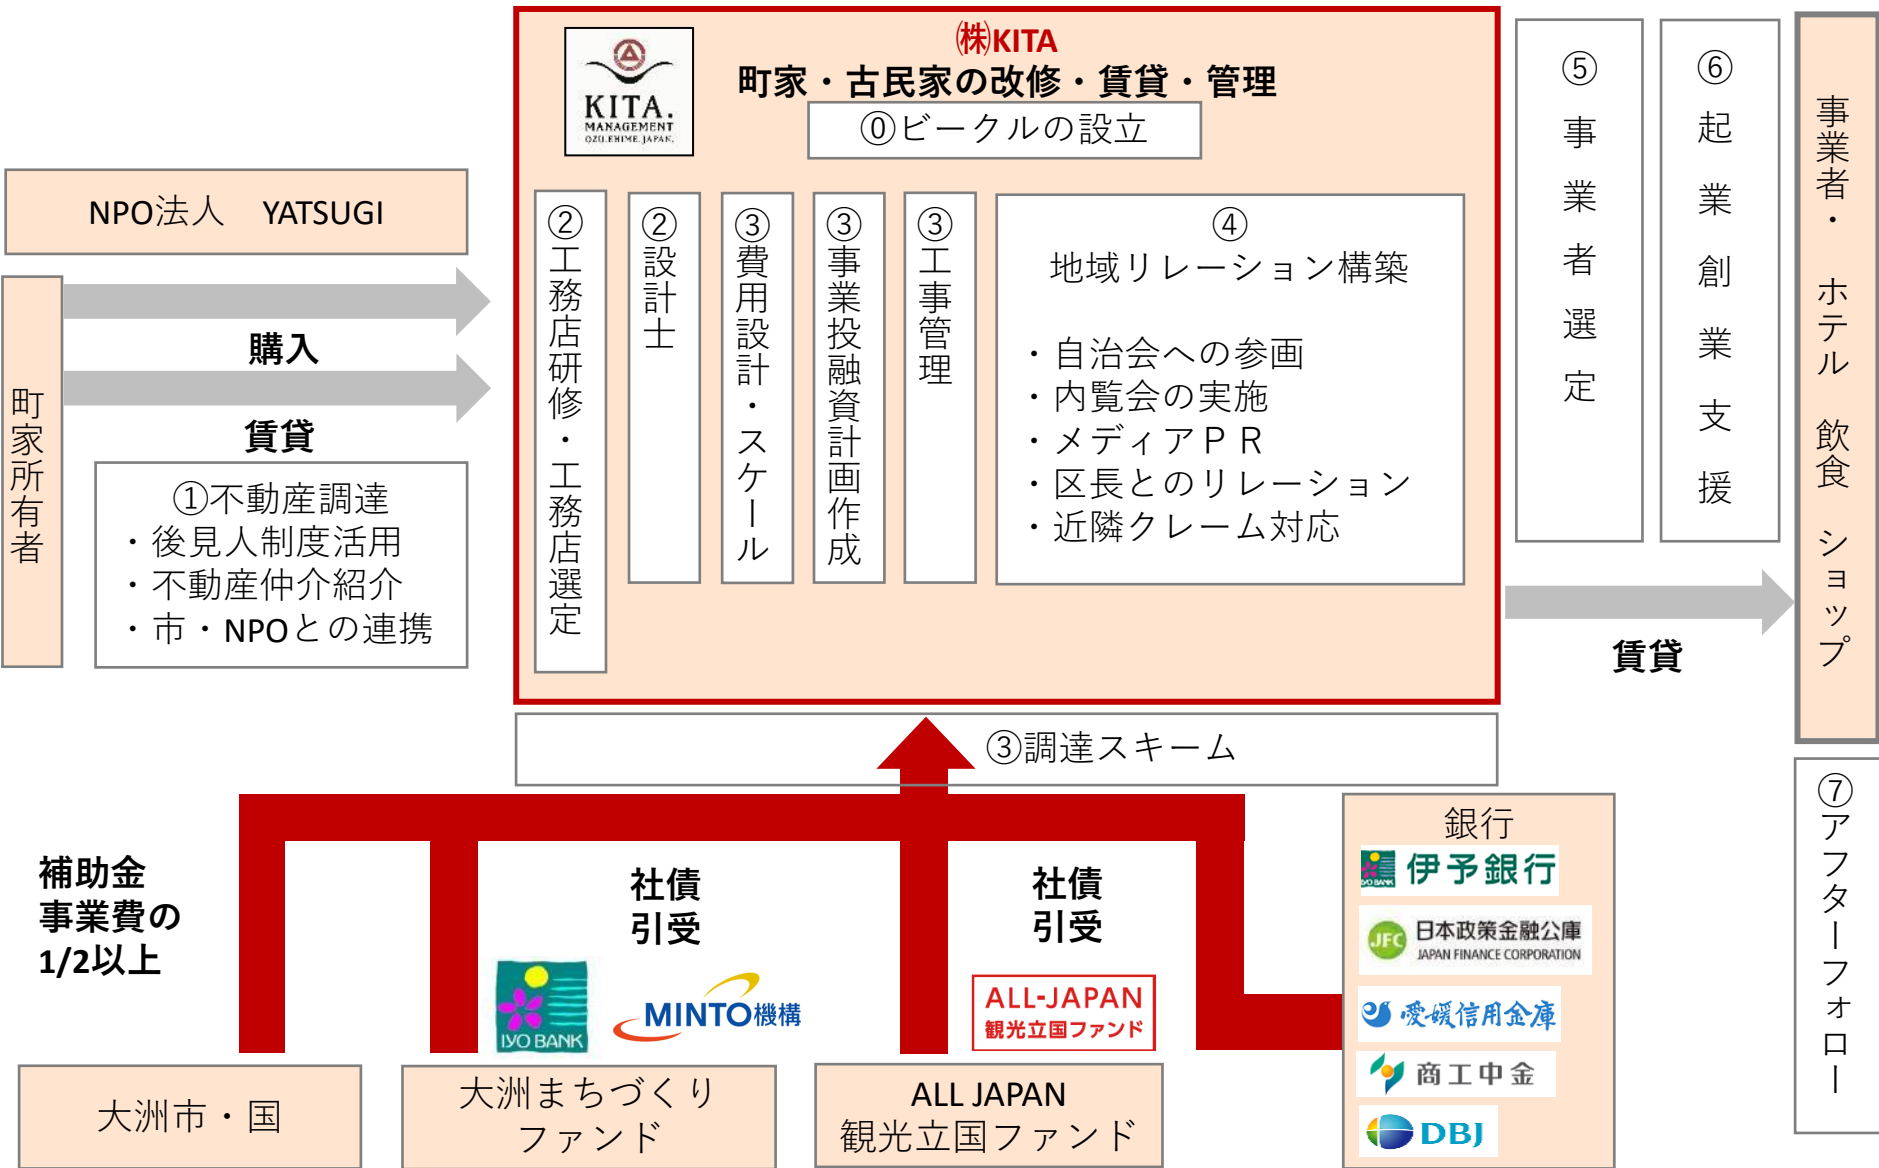 ㈱KITA
町家・古民家の改修・賃貸・管理
KITA.
MANAGEMENT
OZU.EHIME.JAPAN.
⓪ビークルの設立
NPO法人　YATSUGI
町家所有者
購入
賃貸
①不動産調達
・後見人制度活用
・不動産仲介紹介
・市・NPOとの連携
②工務店研修・工務店選定
②設計士
③費用設計・スケール
③事業投融資計画作成
③工事管理
④
地域リレーション構築
・自治会への参画
・内覧会の実施
・メディアＰＲ
・区長とのリレーション
・近隣クレーム対応
⑤事業者選定
⑥起業創業支援
事業者・ホテル　飲食　ショップ
賃貸
③調達スキーム
⑦アフターフォロー
補助金
事業費の
1/2以上
社債
引受
社債
引受
IYO BANK
MINTO機構
ALL-JAPAN
観光立国ファンド
大洲市・国
大洲まちづくり
ファンド
ALL JAPAN
観光立国ファンド
銀行
IYO BANK
伊予銀行
JFC
日本政策金融公庫
JAPAN FINANCE CORPORATION
愛媛信用金庫
商工中金
DBJ